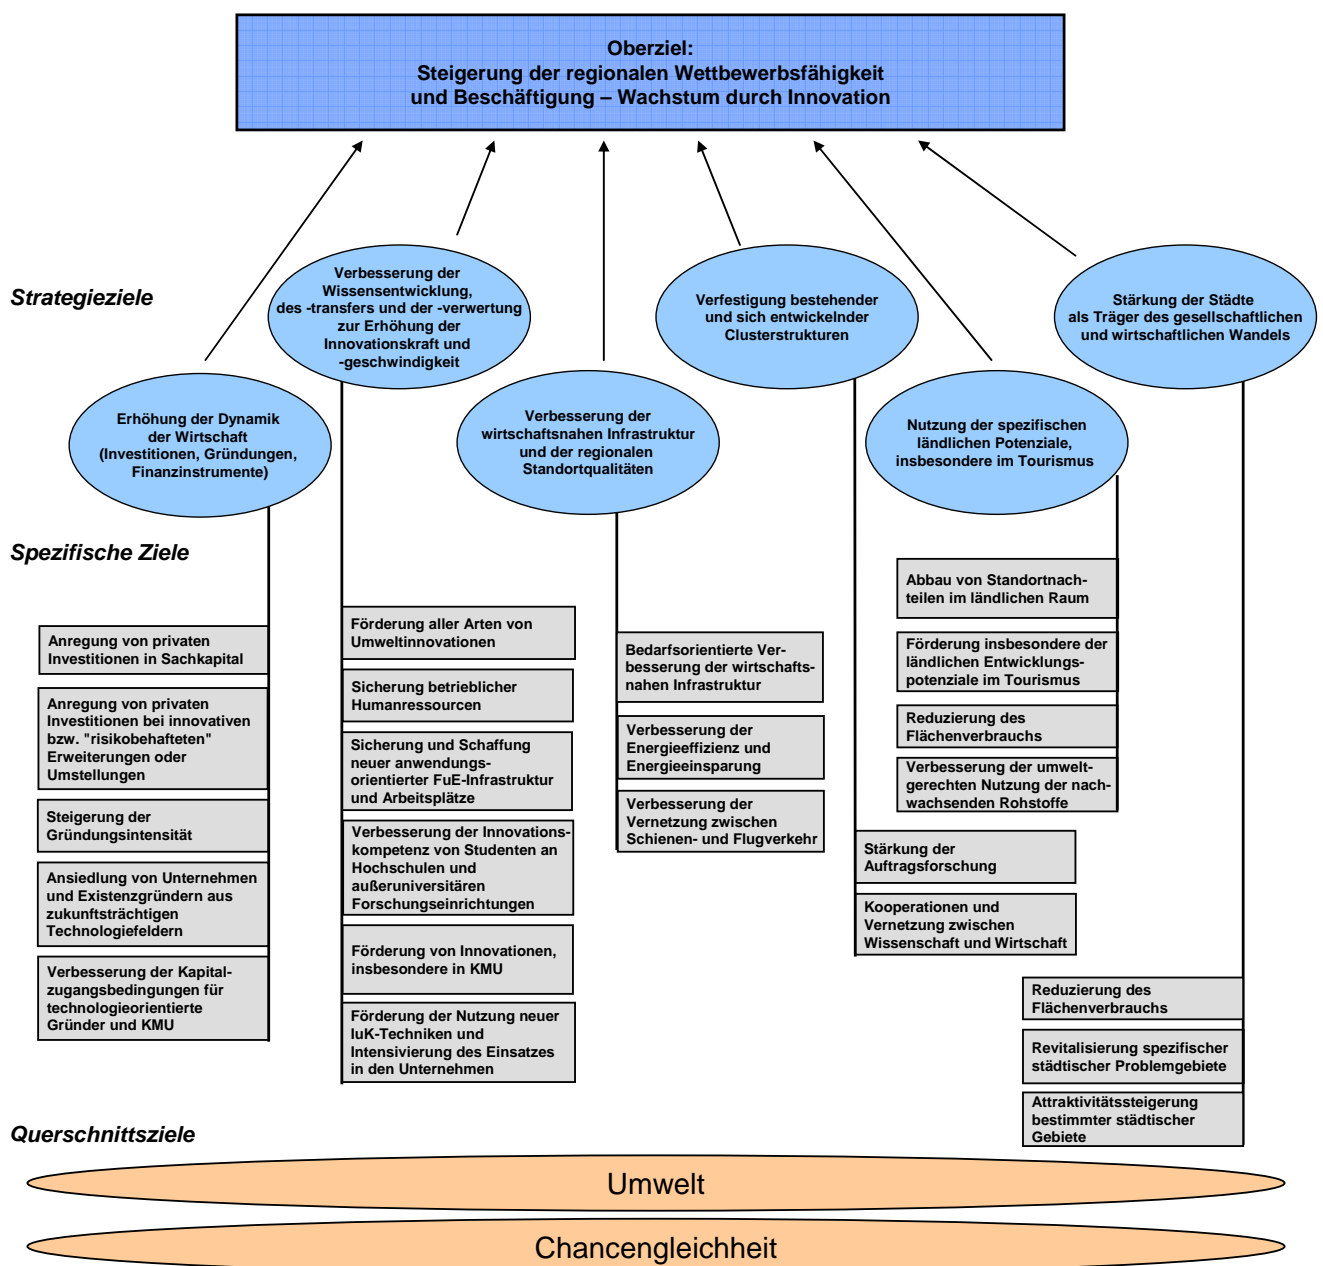 Oberziel:
Steigerung der regionalen Wettbewerbsfähigkeit
und Beschäftigung – Wachstum durch Innovation
Strategieziele
Verbesserung der
Wissensentwicklung,
des -transfers und der -verwertung
zur Erhöhung der
Innovationskraft und
-geschwindigkeit
Verfestigung bestehender
und sich entwickelnder
Clusterstrukturen
Stärkung der Städte
als Träger des gesellschaftlichen
und wirtschaftlichen Wandels
Erhöhung der Dynamik
der Wirtschaft
(Investitionen, Gründungen,
Finanzinstrumente)
Verbesserung der
wirtschaftsnahen Infrastruktur
und der regionalen
Standortqualitäten
Nutzung der spezifischen
ländlichen Potenziale,
insbesondere im Tourismus
Spezifische Ziele
Anregung von privaten
Investitionen in Sachkapital
Anregung von privaten
Investitionen bei innovativen
bzw. "risikobehafteten"
Erweiterungen oder
Umstellungen
Steigerung der
Gründungsintensität
Ansiedlung von Unternehmen
und Existenzgründern aus
zukunftsträchtigen
Technologiefeldern
Verbesserung der Kapital-
zugangsbedingungen für
technologieorientierte
Gründer und KMU
Förderung aller Arten von
Umweltinnovationen
Sicherung betrieblicher
Humanressourcen
Sicherung und Schaffung
neuer anwendungs-
orientierter FuE-Infrastruktur
und Arbeitsplätze
Verbesserung der Innovations-
kompetenz von Studenten an
Hochschulen und
außeruniversitären
Forschungseinrichtungen
Förderung von Innovationen,
insbesondere in KMU
Förderung der Nutzung neuer
IuK-Techniken und
Intensivierung des Einsatzes
in den Unternehmen
Bedarfsorientierte Ver-
besserung der wirtschafts-
nahen Infrastruktur
Verbesserung der
Energieeffizienz und
Energieeinsparung
Verbesserung der
Vernetzung zwischen
Schienen- und Flugverkehr
Abbau von Standortnach-
teilen im ländlichen Raum
Förderung insbesondere der
ländlichen Entwicklungs-
potenziale im Tourismus
Reduzierung des
Flächenverbrauchs
Verbesserung der umwelt-
gerechten Nutzung der nach-
wachsenden Rohstoffe
Stärkung der
Auftragsforschung
Kooperationen und
Vernetzung zwischen
Wissenschaft und Wirtschaft
Reduzierung des
Flächenverbrauchs
Revitalisierung spezifischer
städtischer Problemgebiete
Attraktivitätssteigerung
bestimmter städtischer
Gebiete
Querschnittsziele
Umwelt
Chancengleichheit